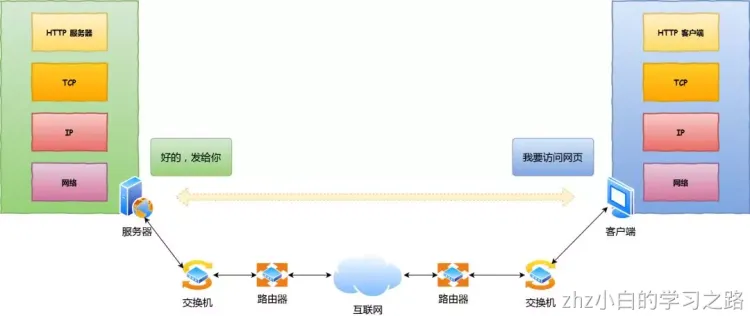 HTTP 服务器
TCP
IP
网络
HTTP 客户端
TCP
IP
网络
好的，发给你
我要访问网页
服务器
客户端
交换机
路由器
互联网
路由器
交换机
zhz小白的学习之路